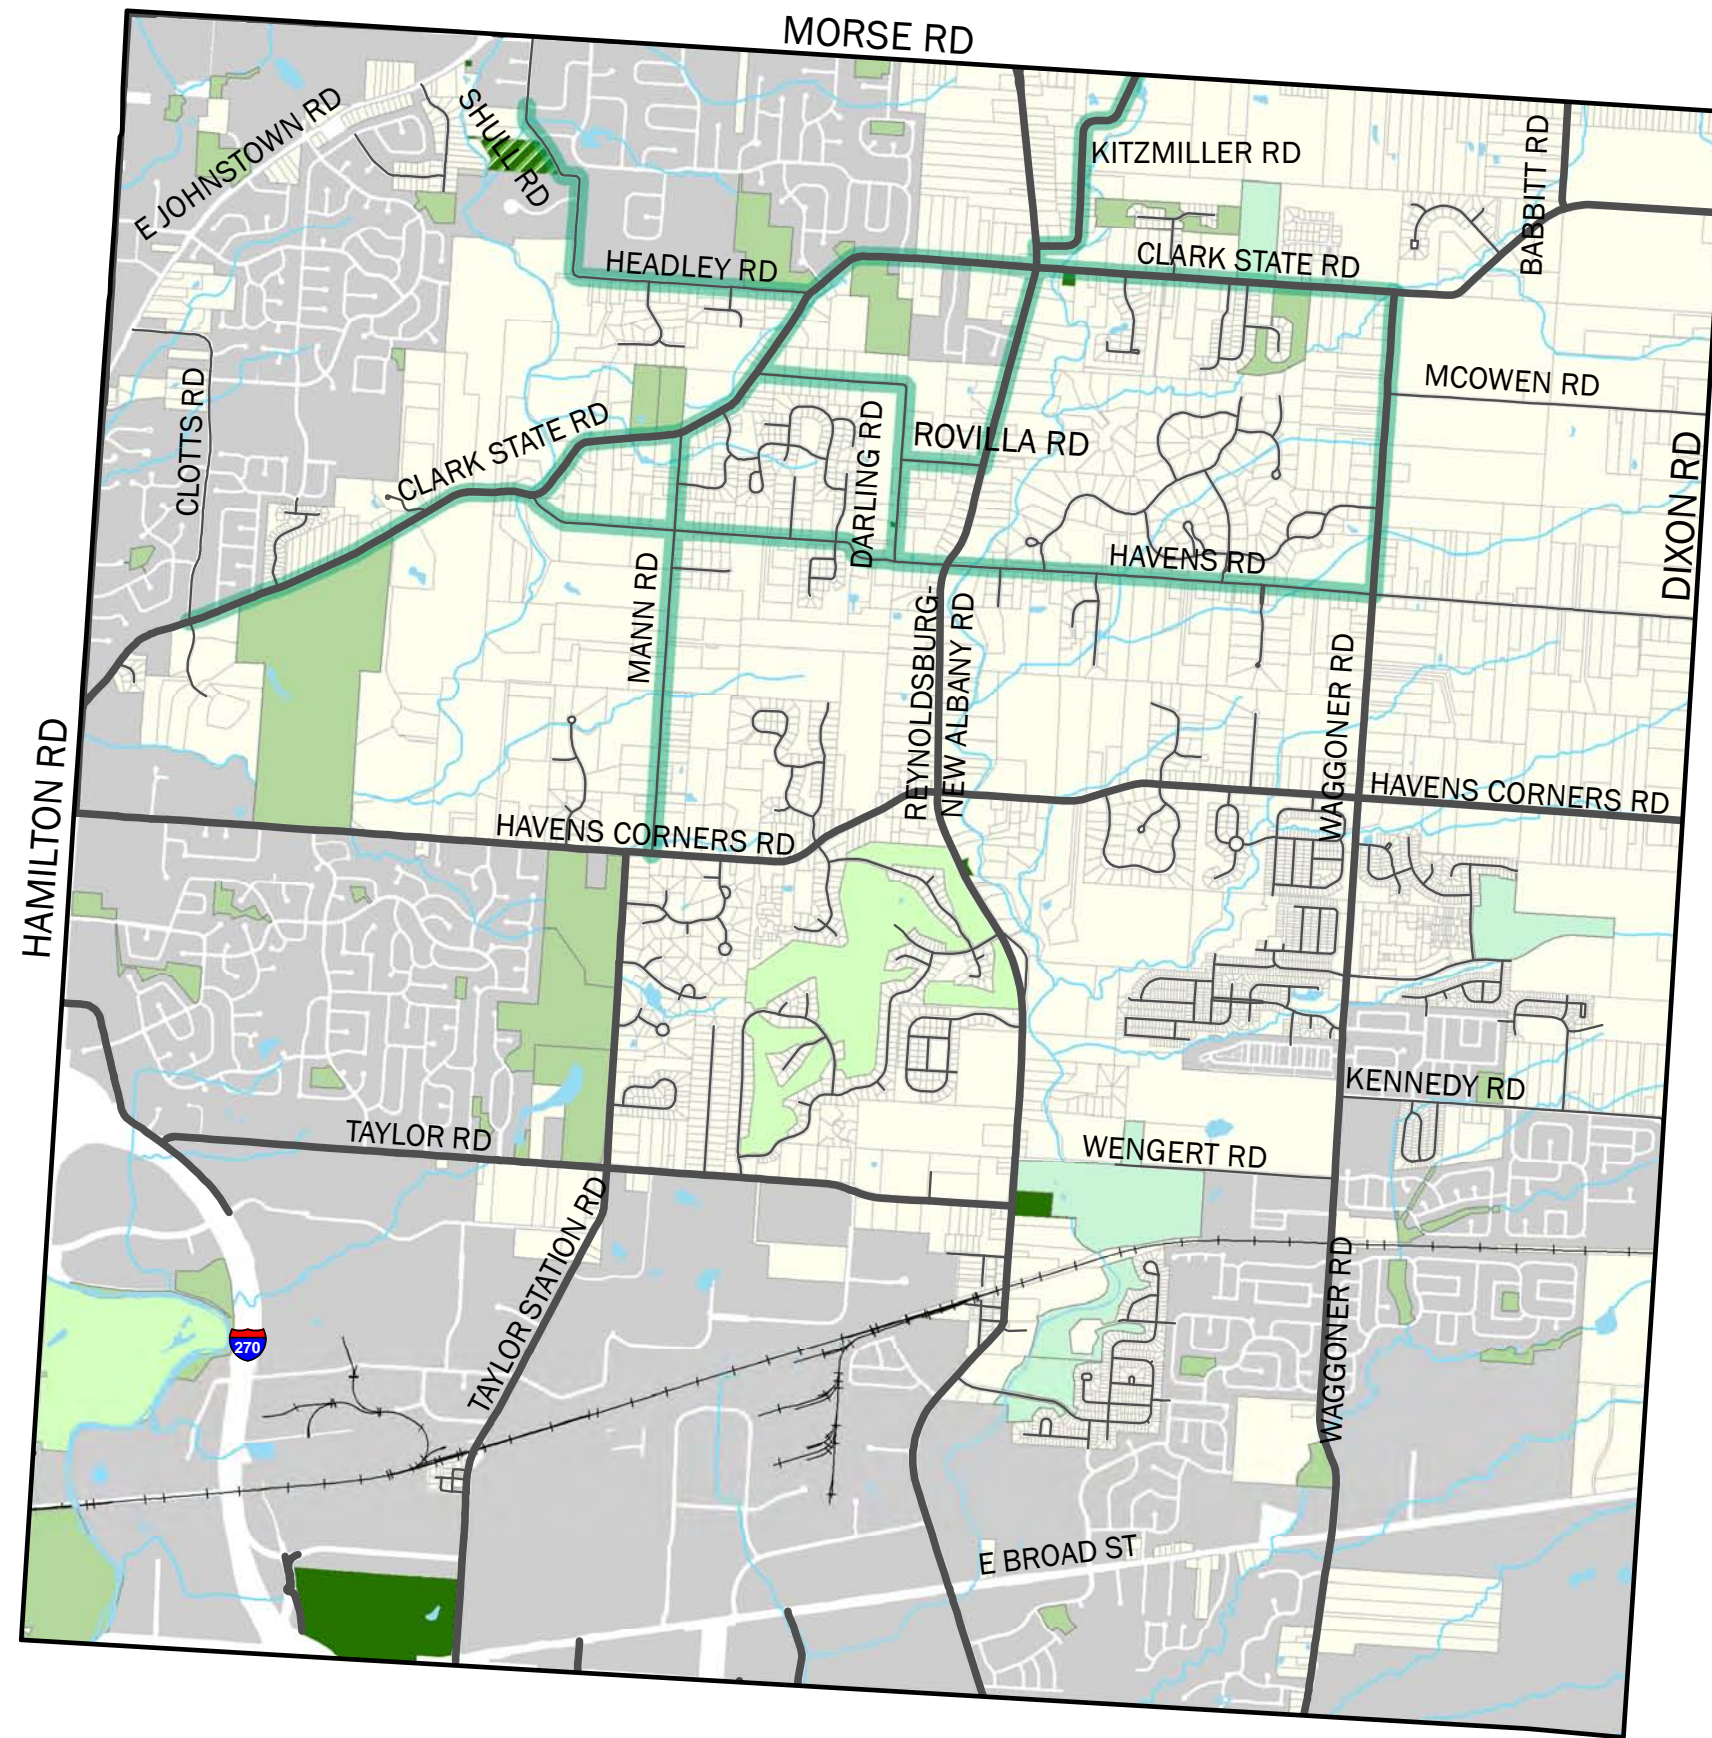 MORSE RD
E JOHNSTOWN RD
SHULL RD
KITZMILLER RD
BABBITT RD
HEADLEY RD
CLARK STATE RD
MCOWEN RD
CLOTTS RD
CLARK STATE RD
DARLING RD
ROVILLA RD
DIXON RD
HAVENS RD
MANN RD
REYNOLDSBURG-
NEW ALBANY RD
WAGGONER RD
HAMILTON RD
HAVENS CORNERS RD
HAVENS CORNERS RD
KENNEDY RD
TAYLOR RD
WENGERT RD
TAYLOR STATION RD
WAGGONER RD
270
E BROAD ST